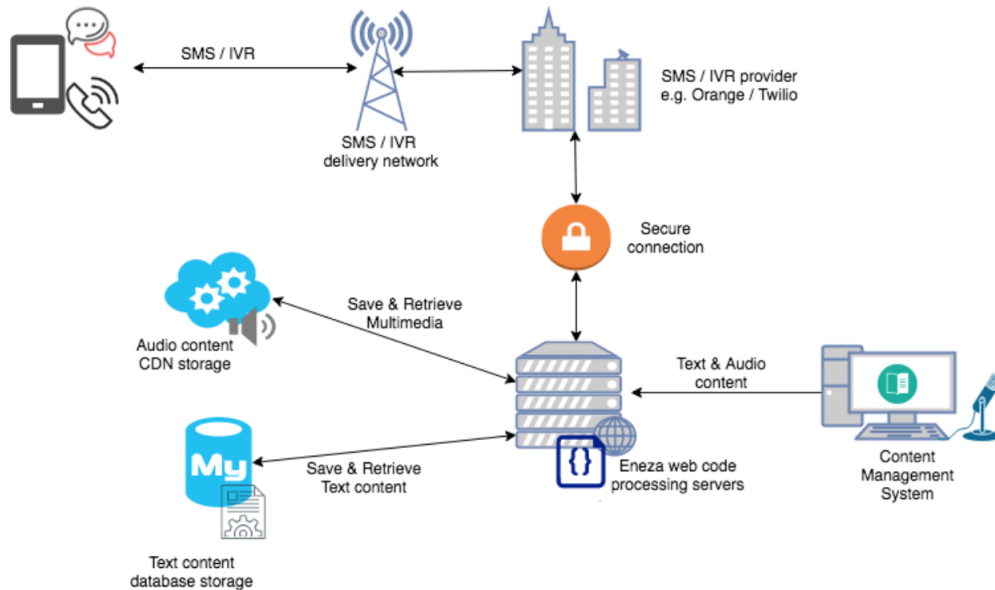 SMS / IVR
SMS / IVR
delivery network
SMS / IVR provider
e.g. Orange / Twilio
Secure
connection
Save & Retrieve
Multimedia
Audio content
CDN storage
Text & Audio
content
My
Save & Retrieve
Text content
{}
Eneza web code
processing servers
Content
Management
System
Text content
database storage